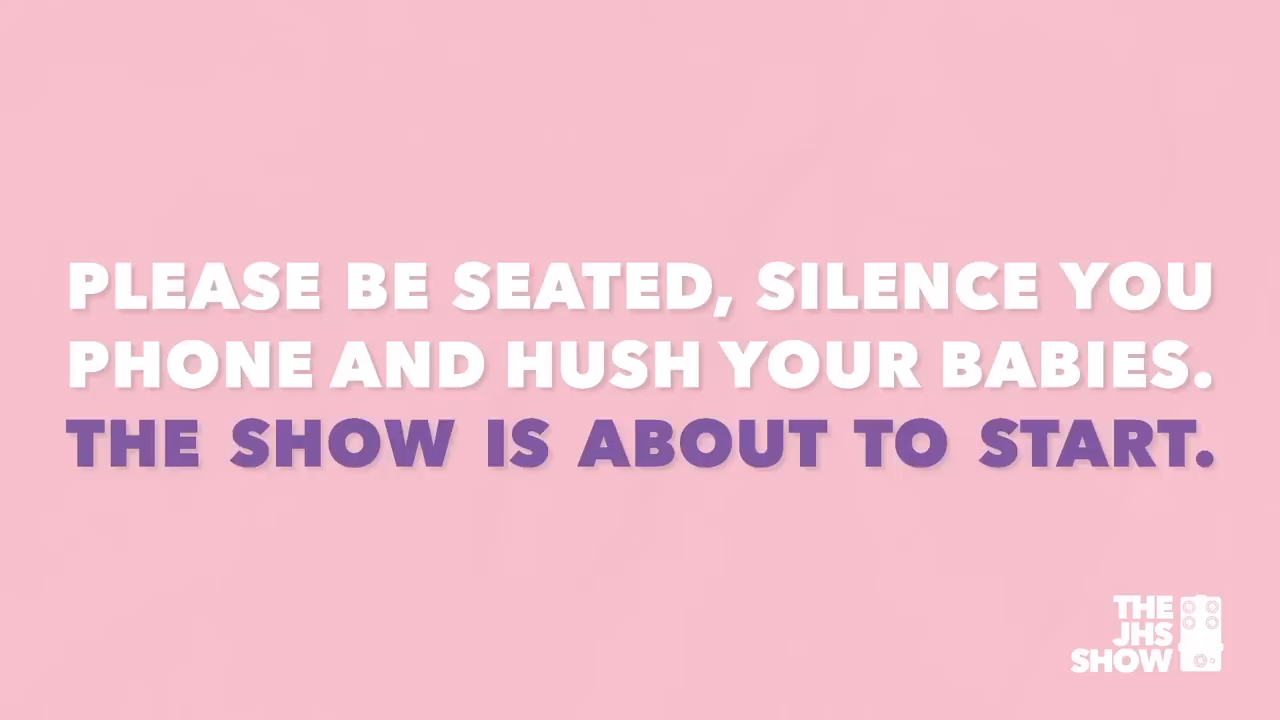 PLEASE BE SEATED, SILENCE YOU
PHONE AND HUSH YOUR BABIES.
THE SHOW IS ABOUT TO START.
THE
JHS
SHOW